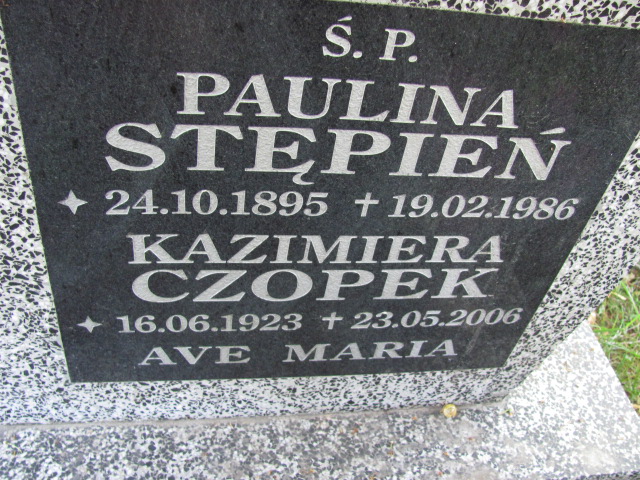 Ś. P.
PAULINA
STĘPIEŃ
✦ 24.10.1895 ✝ 19.02.1986
KAZIMIERA
CZOPEK
✦ 16.06.1923 ✝ 23.05.2006
AVE MARIA